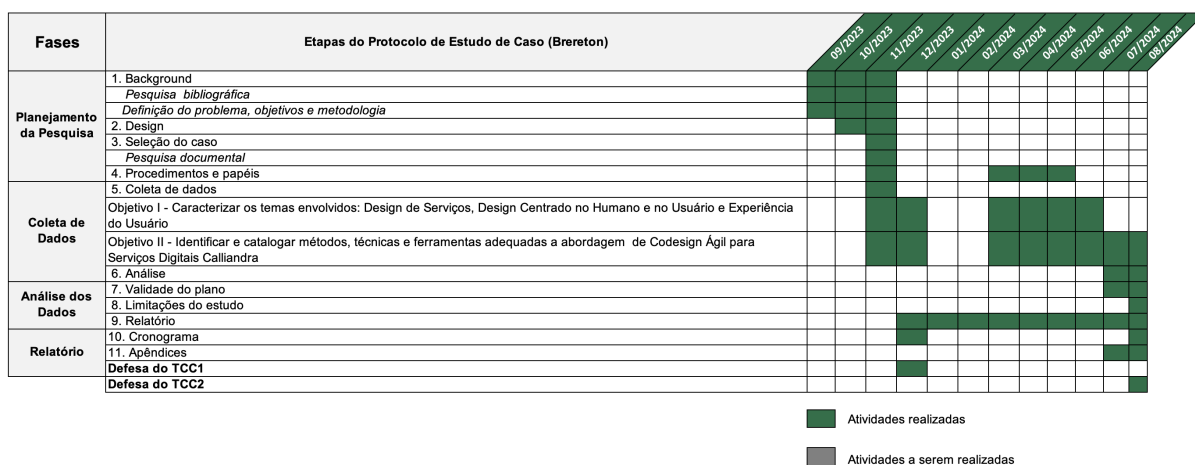 Fases
Etapas do Protocolo de Estudo de Caso (Brereton)
09/2023
10/2023
11/2023
12/2023
01/2024
02/2024
03/2024
04/2024
05/2024
06/2024
07/2024
08/2024
Planejamento
da Pesquisa
1. Background
Pesquisa bibliográfica
Definição do problema, objetivos e metodologia
2. Design
3. Seleção do caso
Pesquisa documental
4. Procedimentos e papéis
Coleta de
Dados
5. Coleta de dados
Objetivo I - Caracterizar os temas envolvidos: Design de Serviços, Design Centrado no Humano e no Usuário e Experiência
do Usuário
Objetivo II - Identificar e catalogar métodos, técnicas e ferramentas adequadas a abordagem de Codesign Ágil para
Serviços Digitais Calliandra
6. Análise
Análise dos
Dados
7. Validade do plano
8. Limitações do estudo
9. Relatório
Relatório
10. Cronograma
11. Apêndices
Defesa do TCC1
Defesa do TCC2
Atividades realizadas
Atividades a serem realizadas